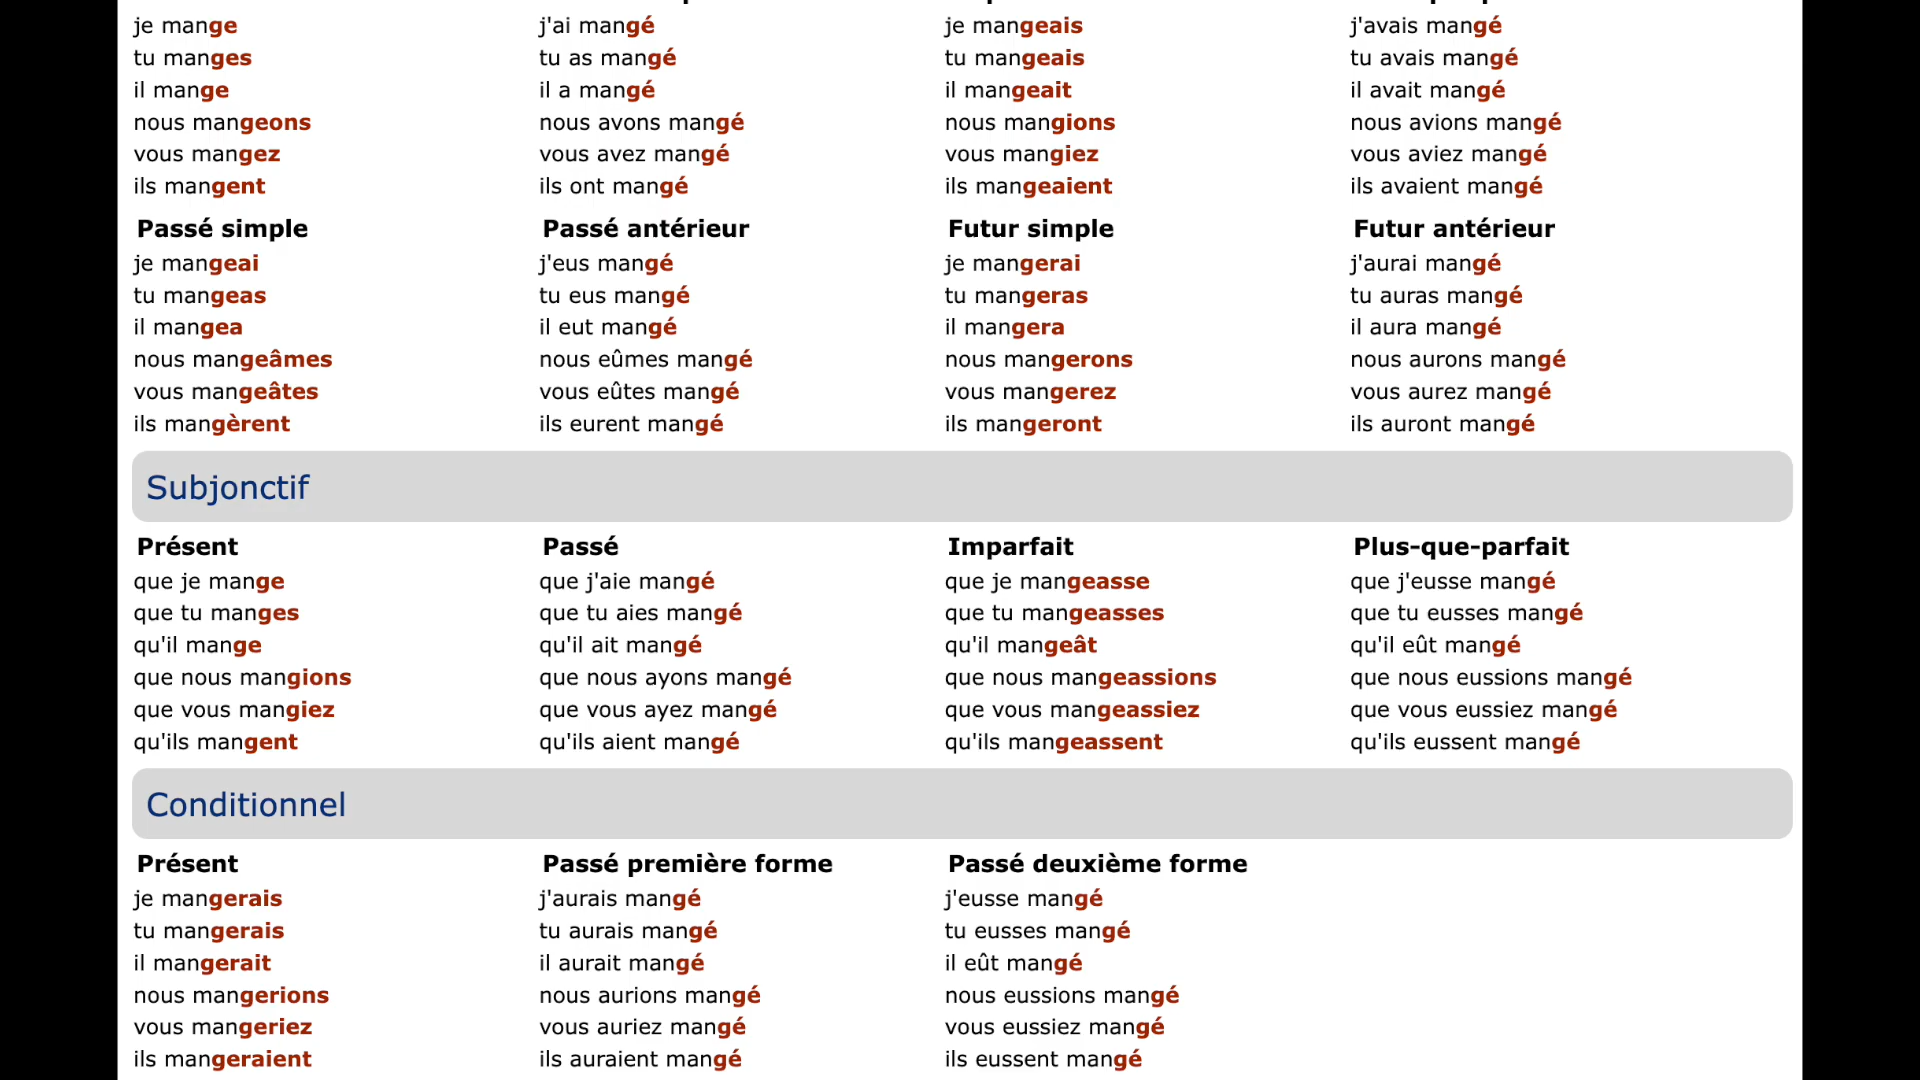 je mange j'ai mangé je mangeais j'avais mangé
tu manges tu as mangé tu mangeais tu avais mangé
il mange il a mangé il mangeait il avait mangé
nous mangeons nous avons mangé nous mangions nous avions mangé
vous mangez vous avez mangé vous mangiez vous aviez mangé
ils mangent ils ont mangé ils mangeaient ils avaient mangé
Passé simple Passé antérieur Futur simple Futur antérieur
je mangeai j'eus mangé je mangerai j'aurai mangé
tu mangeas tu eus mangé tu mangeras tu auras mangé
il mangea il eut mangé il mangera il aura mangé
nous mangeâmes nous eûmes mangé nous mangerons nous aurons mangé
vous mangeâtes vous eûtes mangé vous mangerez vous aurez mangé
ils mangèrent ils eurent mangé ils mangeront ils auront mangé
Subjonctif
Présent Passé Imparfait Plus-que-parfait
que je mange que j'aie mangé que je mangeasse que j'eusse mangé
que tu manges que tu aies mangé que tu mangeasses que tu eusses mangé
qu'il mange qu'il ait mangé qu'il mangeât qu'il eût mangé
que nous mangions que nous ayons mangé que nous mangeassions que nous eussions mangé
que vous mangiez que vous ayez mangé que vous mangeassiez que vous eussiez mangé
qu'ils mangent qu'ils aient mangé qu'ils mangeassent qu'ils eussent mangé
Conditionnel
Présent Passé première forme Passé deuxième forme
je mangerais j'aurais mangé j'eusse mangé
tu mangerais tu aurais mangé tu eusses mangé
il mangerait il aurait mangé il eût mangé
nous mangerions nous aurions mangé nous eussions mangé
vous mangeriez vous auriez mangé vous eussiez mangé
ils mangeraient ils auraient mangé ils eussent mangé